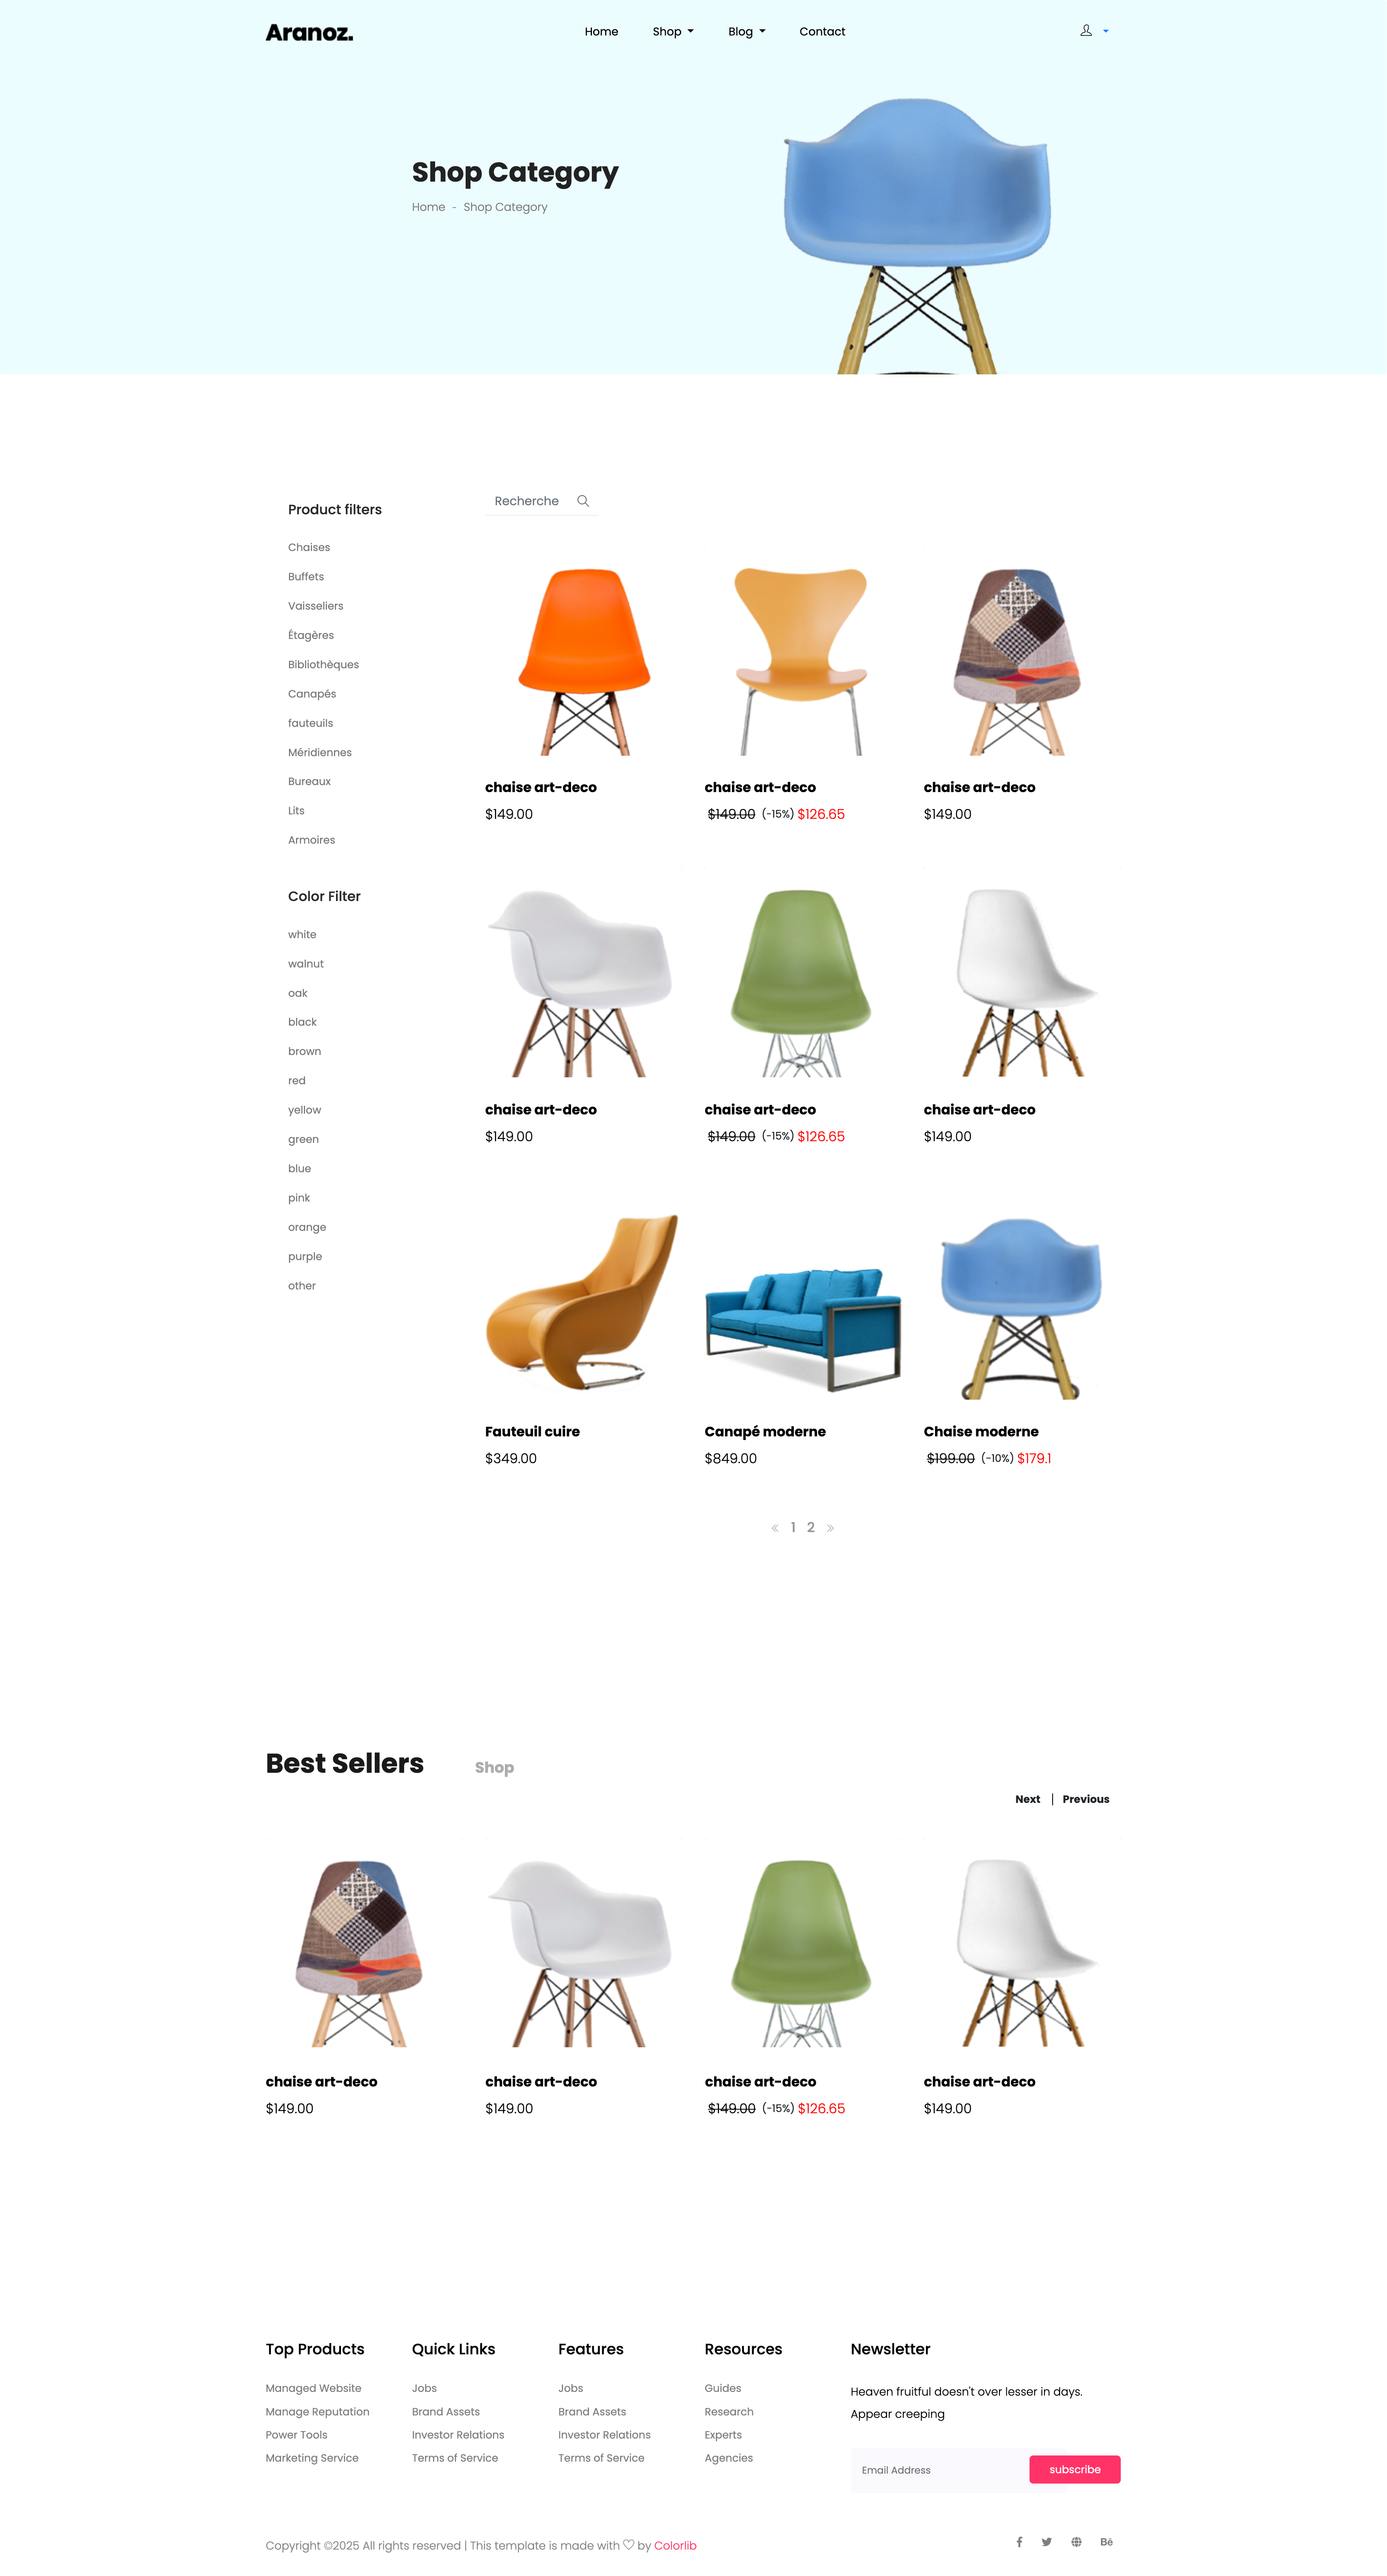 Aranoz.
Home Shop Blog Contact
Shop Category
Home - Shop Category
Product filters
Chaises
Buffets
Vaisseliers
Étagères
Bibliothèques
Canapés
fauteuils
Méridiennes
Bureaux
Lits
Armoires
Color Filter
white
walnut
oak
black
brown
red
yellow
green
blue
pink
orange
purple
other
Recherche
chaise art-deco
$149.00
chaise art-deco
$149.00 (-15%) $126.65
chaise art-deco
$149.00
chaise art-deco
$149.00
chaise art-deco
$149.00 (-15%) $126.65
chaise art-deco
$149.00
Fauteuil cuire
$349.00
Canapé moderne
$849.00
Chaise moderne
$199.00 (-10%) $179.1
« 1 2 »
Best Sellers Shop
Next | Previous
chaise art-deco
$149.00
chaise art-deco
$149.00
chaise art-deco
$149.00 (-15%) $126.65
chaise art-deco
$149.00
Top Products
Managed Website
Manage Reputation
Power Tools
Marketing Service
Quick Links
Jobs
Brand Assets
Investor Relations
Terms of Service
Features
Jobs
Brand Assets
Investor Relations
Terms of Service
Resources
Guides
Research
Experts
Agencies
Newsletter
Heaven fruitful doesn't over lesser in days.
Appear creeping
Email Address
subscribe
Copyright ©2025 All rights reserved | This template is made with ♡ by Colorlib
Bē